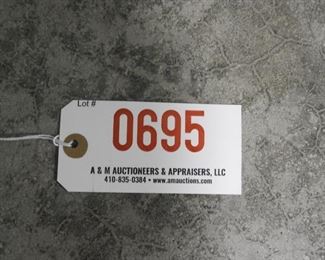 Lot #
0695
A & M AUCTIONEERS & APPRAISERS, LLC
410-835-0384 • www.amauctions.com